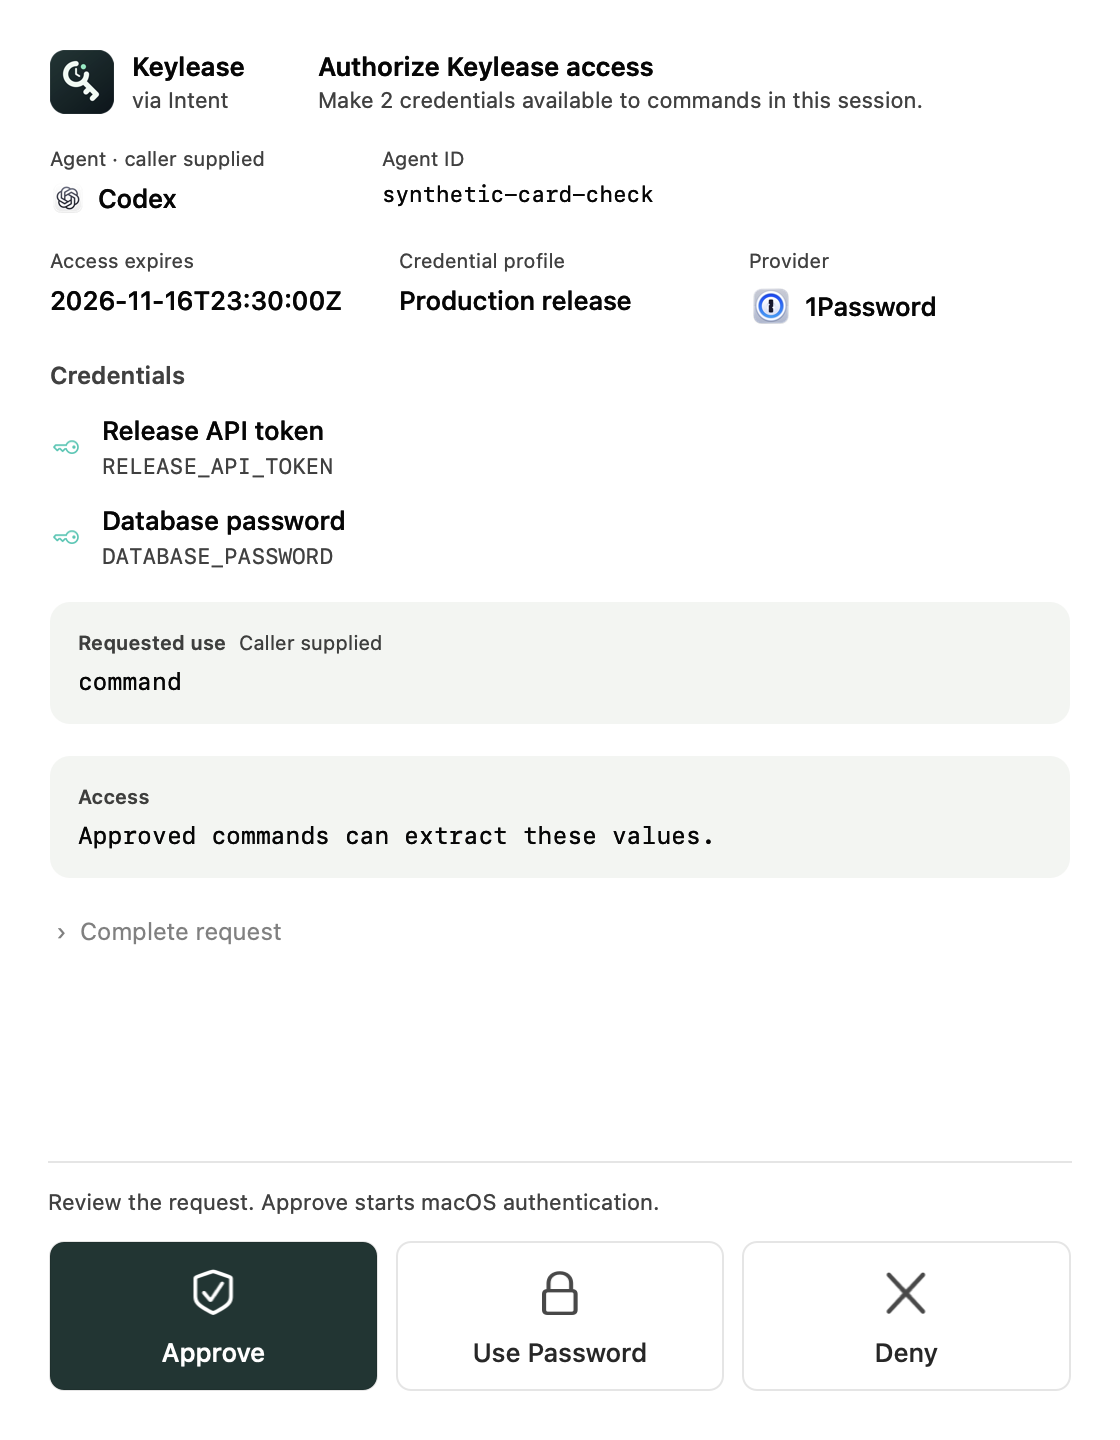 Keylease
via Intent
Authorize Keylease access
Make 2 credentials available to commands in this session.
Agent · caller supplied
Codex
Agent ID
synthetic-card-check
Access expires
2026-11-16T23:30:00Z
Credential profile
Production release
Provider
1Password
Credentials
Release API token
RELEASE_API_TOKEN
Database password
DATABASE_PASSWORD
Requested use Caller supplied
command
Access
Approved commands can extract these values.
› Complete request
Review the request. Approve starts macOS authentication.
Approve
Use Password
Deny